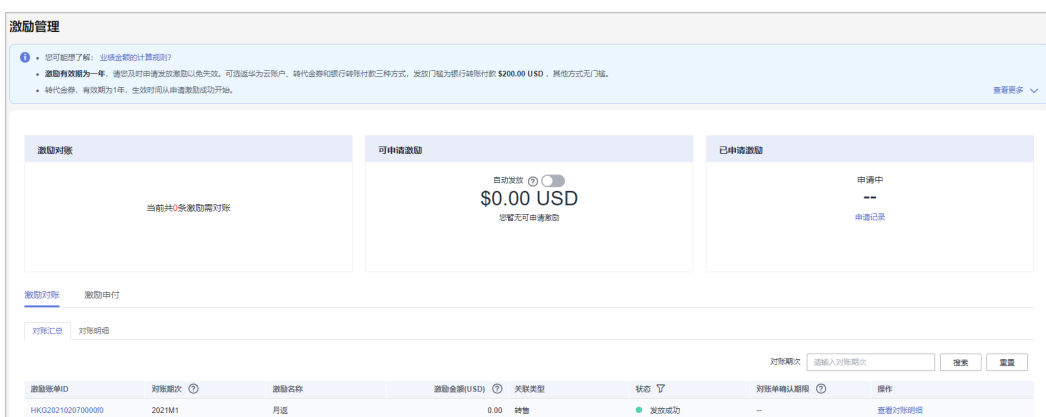 激励管理
您可能想了解： 业绩金额的计算规则?
激励有效期为一年，请您及时申请发放激励以免失效。可选返华为云账户、转代金券和银行转账付款三种方式，发放门槛为银行转账付款 $200.00 USD ，其他方式无门槛。
转代金券，有效期为1年，生效时间从申请激励成功开始。
查看更多
激励对账 可申请激励 已申请激励
当前共0条激励需对账
自动发放
$0.00 USD
您暂无可申请激励
申请中
--
申请记录
激励对账 激励申付
对账汇总 对账明细
对账期次 请输入对账期次 搜索 重置
激励账单ID 对账期次 激励名称 激励金额(USD) 关联类型 状态 对账单确认期限 操作
HKG202102070000f0 2021M1 月返 0.00 转售 发放成功 -- 查看对账明细